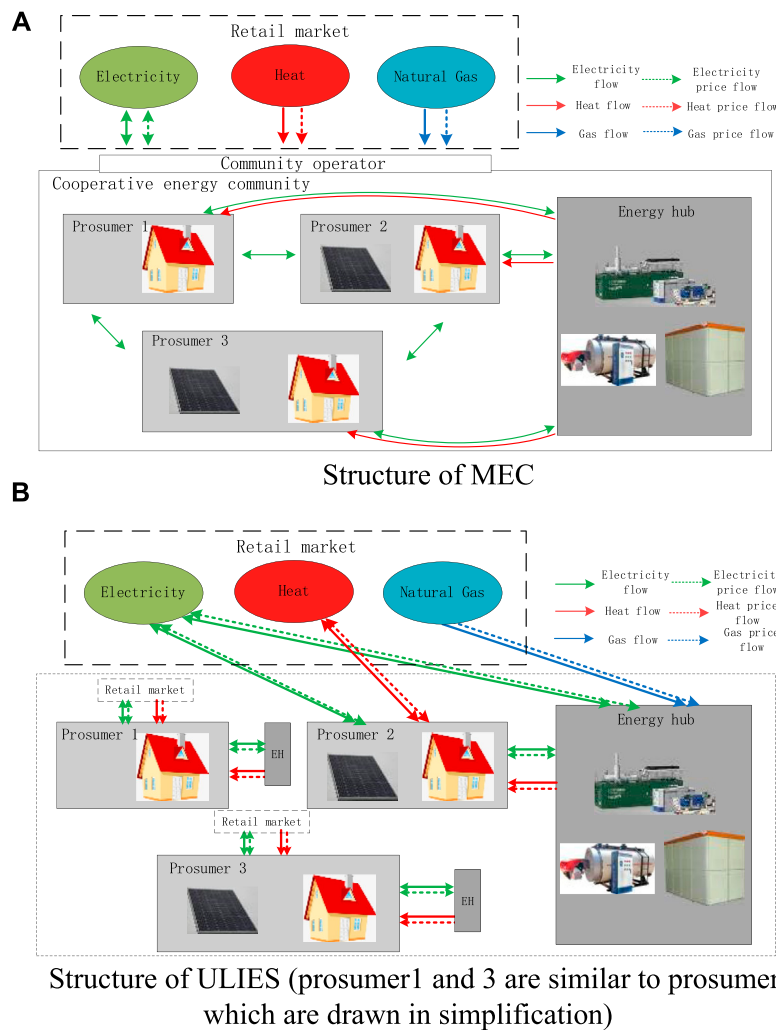 A
Retail market
Electricity
Heat
Natural Gas
Electricity flow
Electricity price flow
Heat flow
Heat price flow
Gas flow
Gas price flow
Community operator
Cooperative energy community
Prosumer 1
Prosumer 2
Energy hub
Prosumer 3
Structure of MEC
B
Retail market
Electricity
Heat
Natural Gas
Electricity flow
Electricity price flow
Heat flow
Heat price flow
Gas flow
Gas price flow
Retail market
Energy hub
Prosumer 1
EH
Prosumer 2
Retail market
Prosumer 3
EH
Structure of ULIES (prosumer1 and 3 are similar to prosumer
which are drawn in simplification)